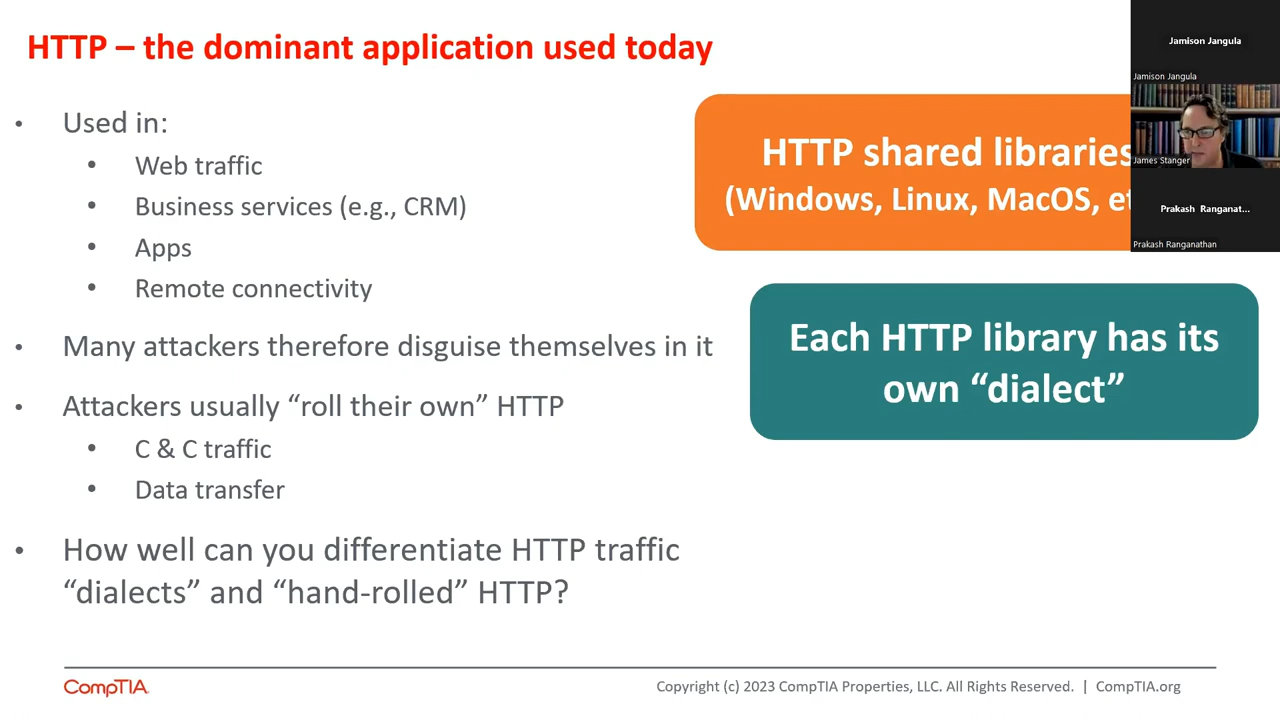 HTTP – the dominant application used today
• Used in:
• Web traffic
• Business services (e.g., CRM)
• Apps
• Remote connectivity
• Many attackers therefore disguise themselves in it
• Attackers usually “roll their own” HTTP
• C & C traffic
• Data transfer
• How well can you differentiate HTTP traffic
“dialects” and “hand-rolled” HTTP?
HTTP shared libraries
(Windows, Linux, MacOS, et
Each HTTP library has its
own “dialect”
Jamison Jangula
Jamison Jangula
James Stanger
Prakash Ranganat...
Prakash Ranganathan
CompTIA.
Copyright (c) 2023 CompTIA Properties, LLC. All Rights Reserved. | CompTIA.org